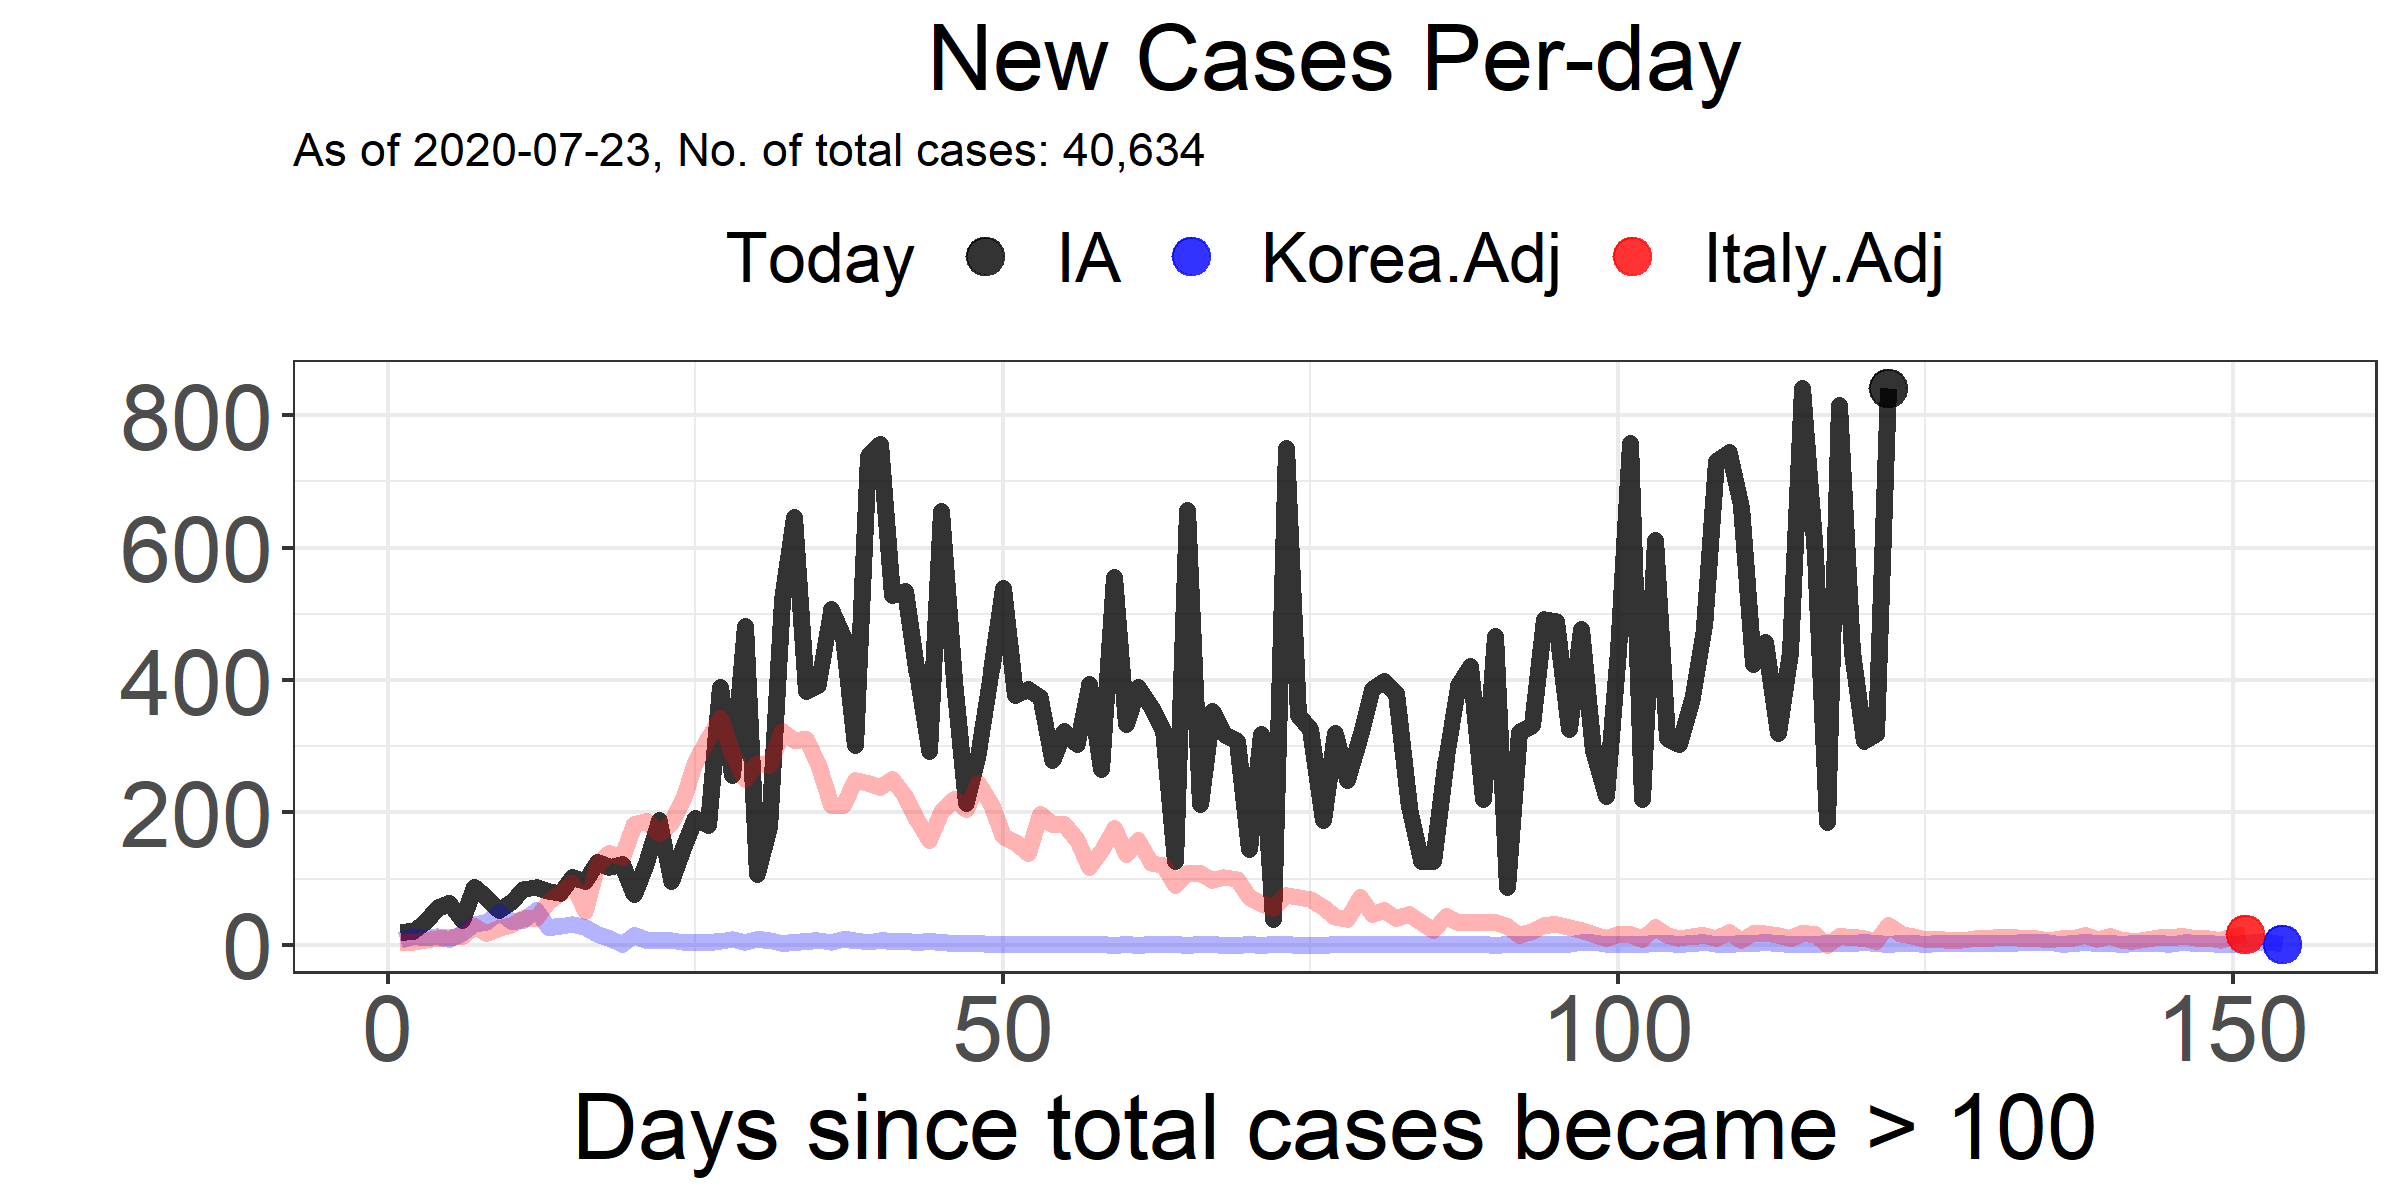 New Cases Per-day
As of 2020-07-23, No. of total cases: 40,634
Today IA Korea.Adj Italy.Adj
800
600
400
200
0
0 50 100 150
Days since total cases became > 100